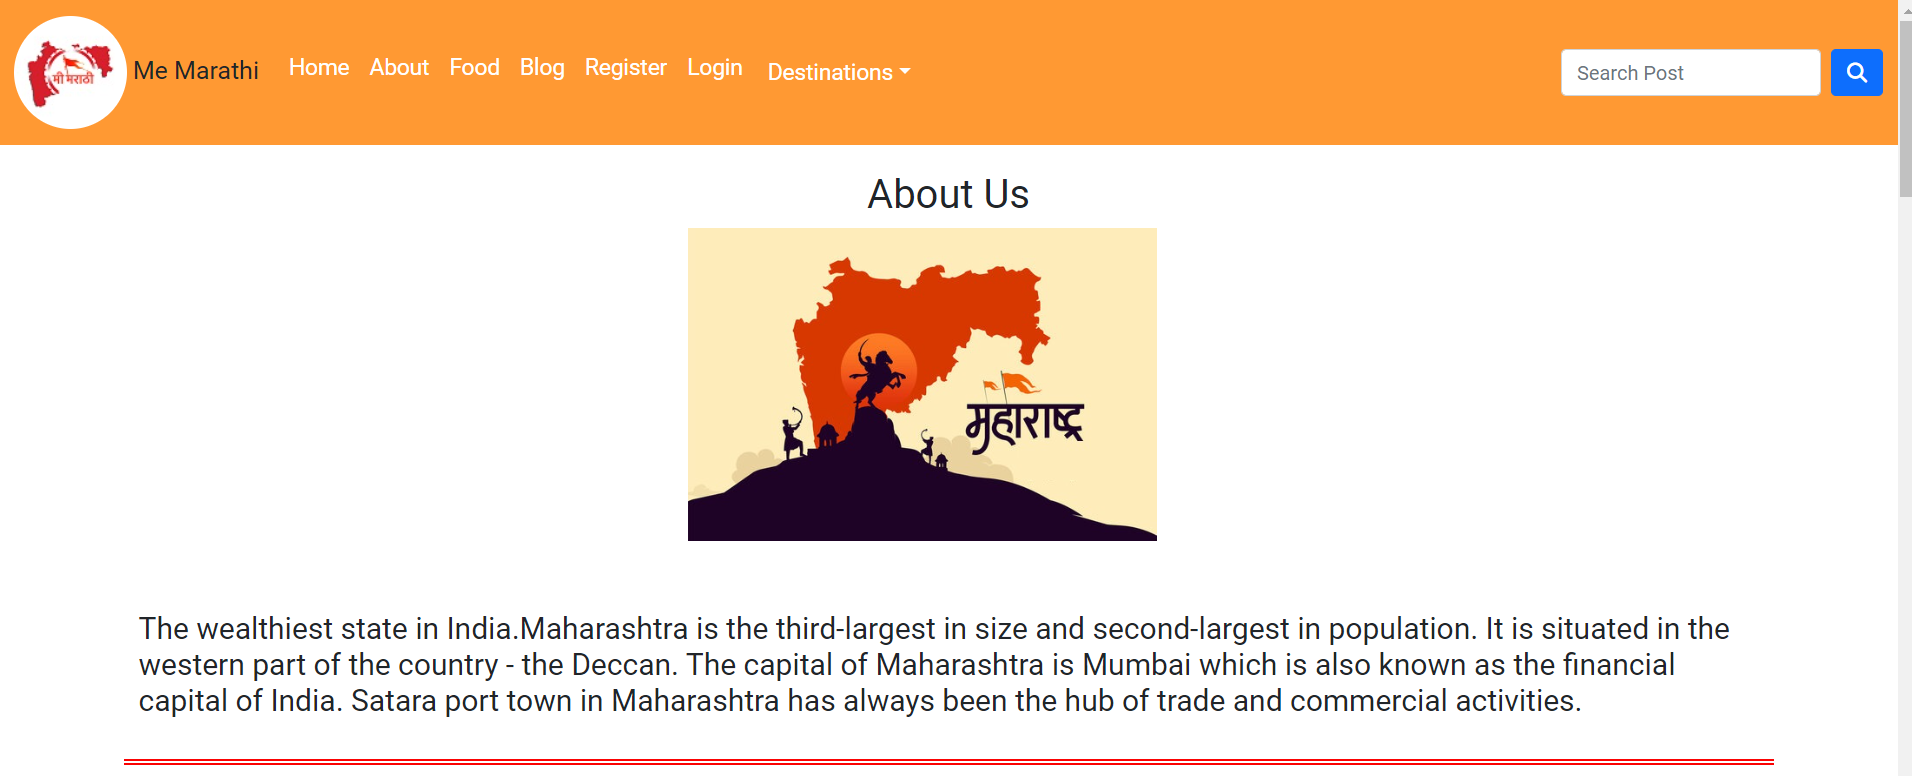 मी मराठी
Me Marathi
Home About Food Blog Register Login Destinations
Search Post
About Us
महाराष्ट्र
The wealthiest state in India.Maharashtra is the third-largest in size and second-largest in population. It is situated in the
western part of the country - the Deccan. The capital of Maharashtra is Mumbai which is also known as the financial
capital of India. Satara port town in Maharashtra has always been the hub of trade and commercial activities.